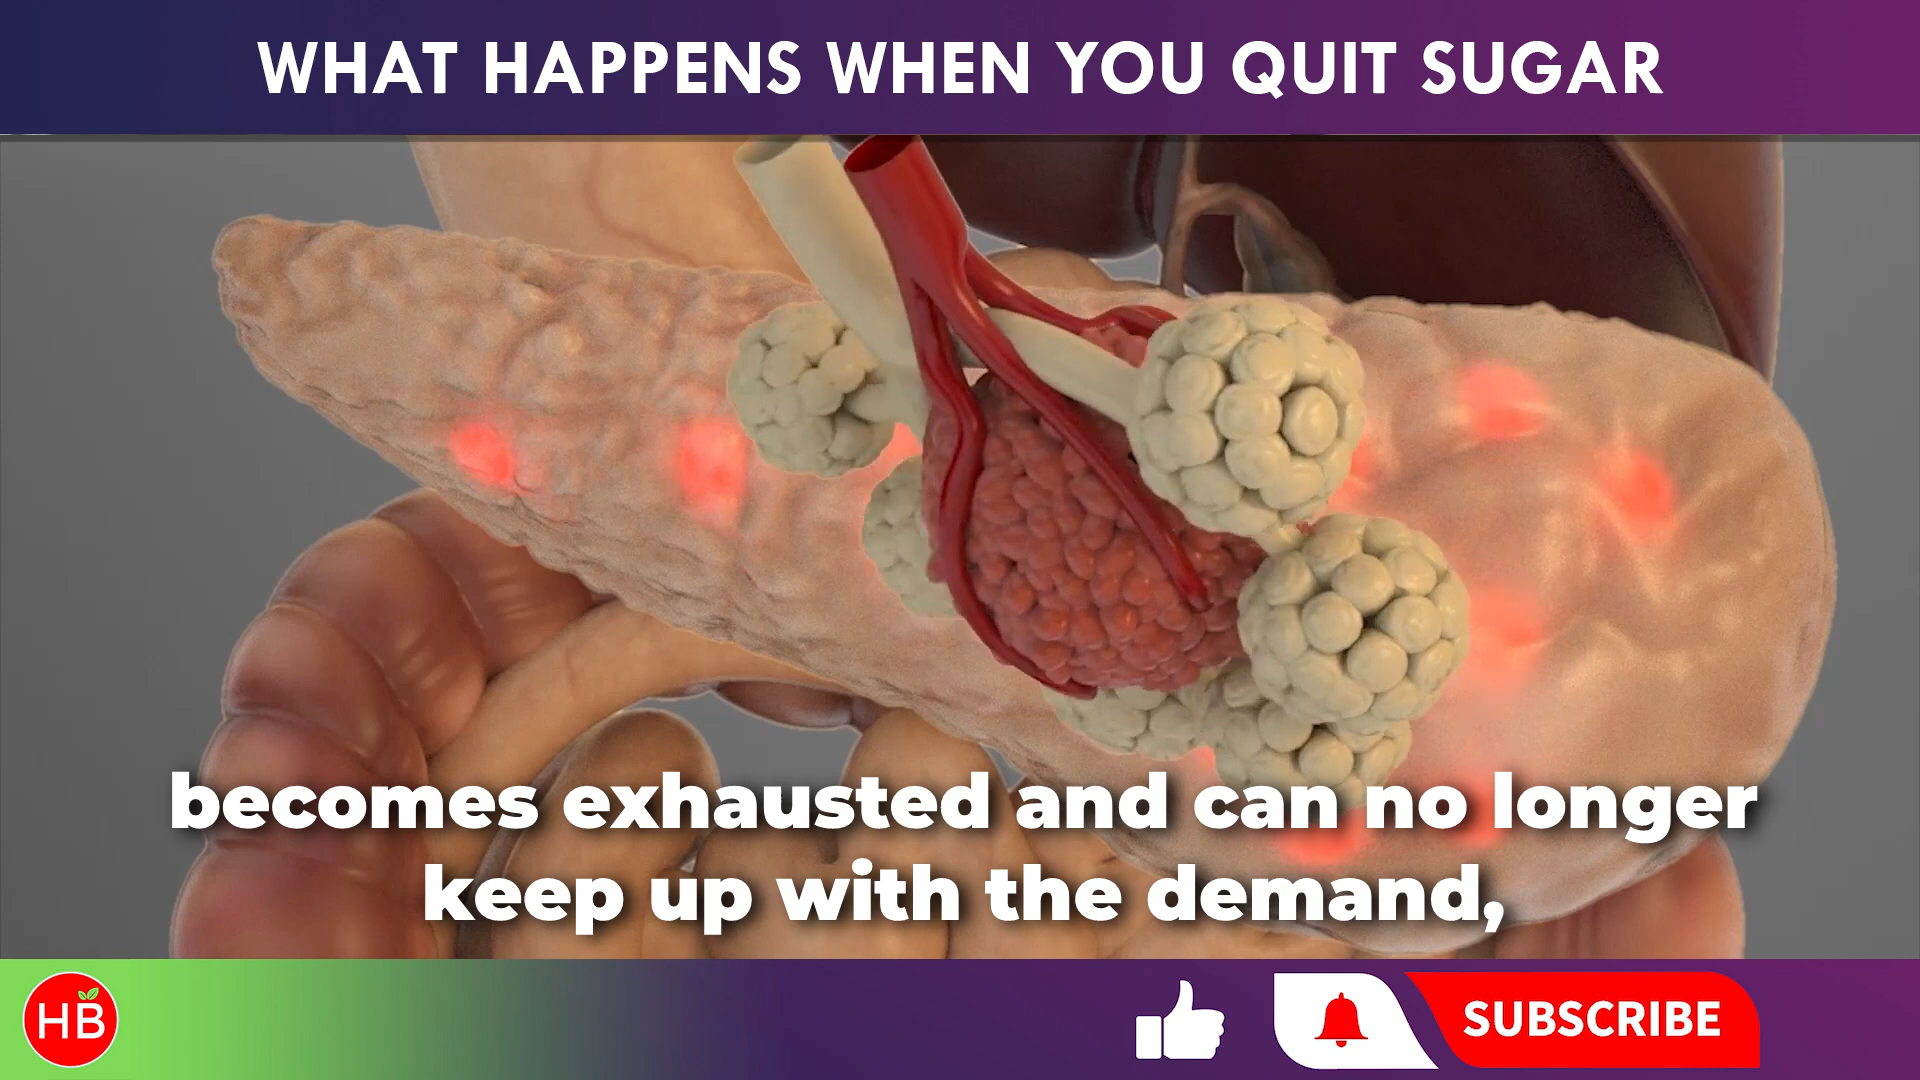 WHAT HAPPENS WHEN YOU QUIT SUGAR
becomes exhausted and can no longer
keep up with the demand,
HB
SUBSCRIBE